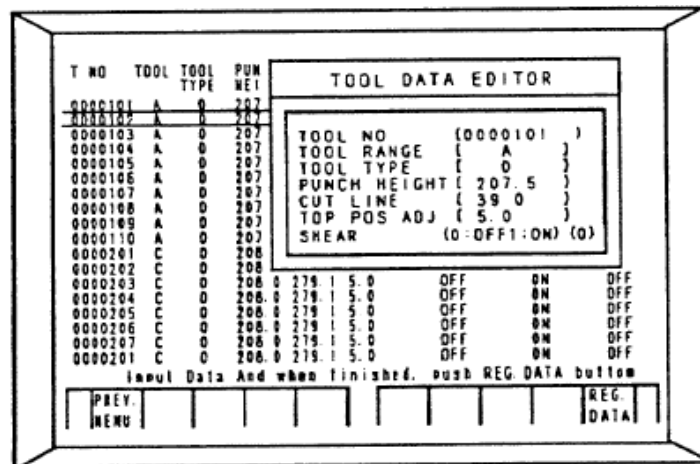 T NO TOOL TOOL TYPE PUN HEI
0000101 A 0 207
0000102 A 0 207
0000103 A 0 207
0000104 A 0 207
0000105 A 0 207
0000106 A 0 207
0000107 A 0 207
0000108 A 0 207
0000109 A 0 207
0000110 A 0 207
0000201 C 0 208
0000202 C 0 208
0000203 C 0 208.0 279.1 5.0 OFF ON OFF
0000204 C 0 208.0 279.1 5.0 OFF ON OFF
0000205 C 0 208.0 279.1 5.0 OFF ON OFF
0000206 C 0 208.0 279.1 5.0 OFF ON OFF
0000207 C 0 208.0 279.1 5.0 OFF ON OFF
0000201 C 0 208.0 279.1 5.0 OFF ON OFF
TOOL DATA EDITOR
TOOL NO (0000101 )
TOOL RANGE ( A )
TOOL TYPE ( 0 )
PUNCH HEIGHT ( 207.5 )
CUT LINE ( 39.0 )
TOP POS ADJ ( 5.0 )
SHEAR (0:OFF1:ON) (0)
Input Data And when finished, push REG.DATA button
PREV.
MENU
REG.
DATA